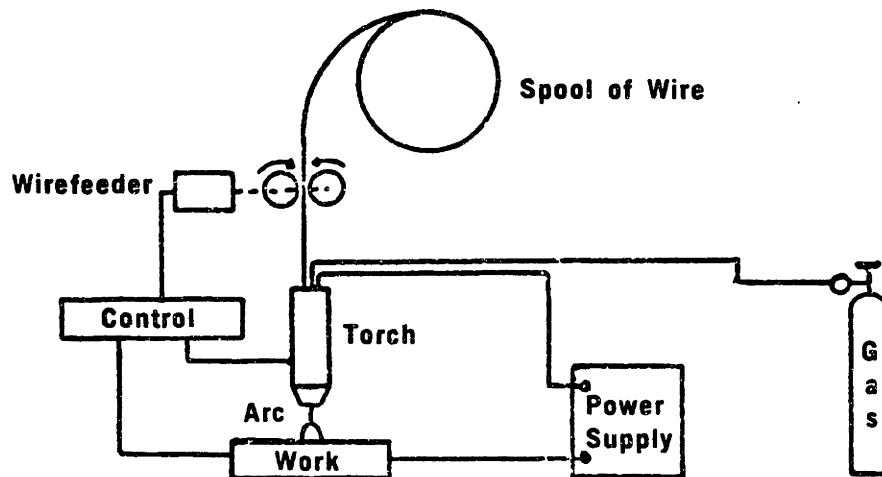 Spool of Wire
Wirefeeder
Control
Torch
Arc
Work
Power
Supply
G
a
s